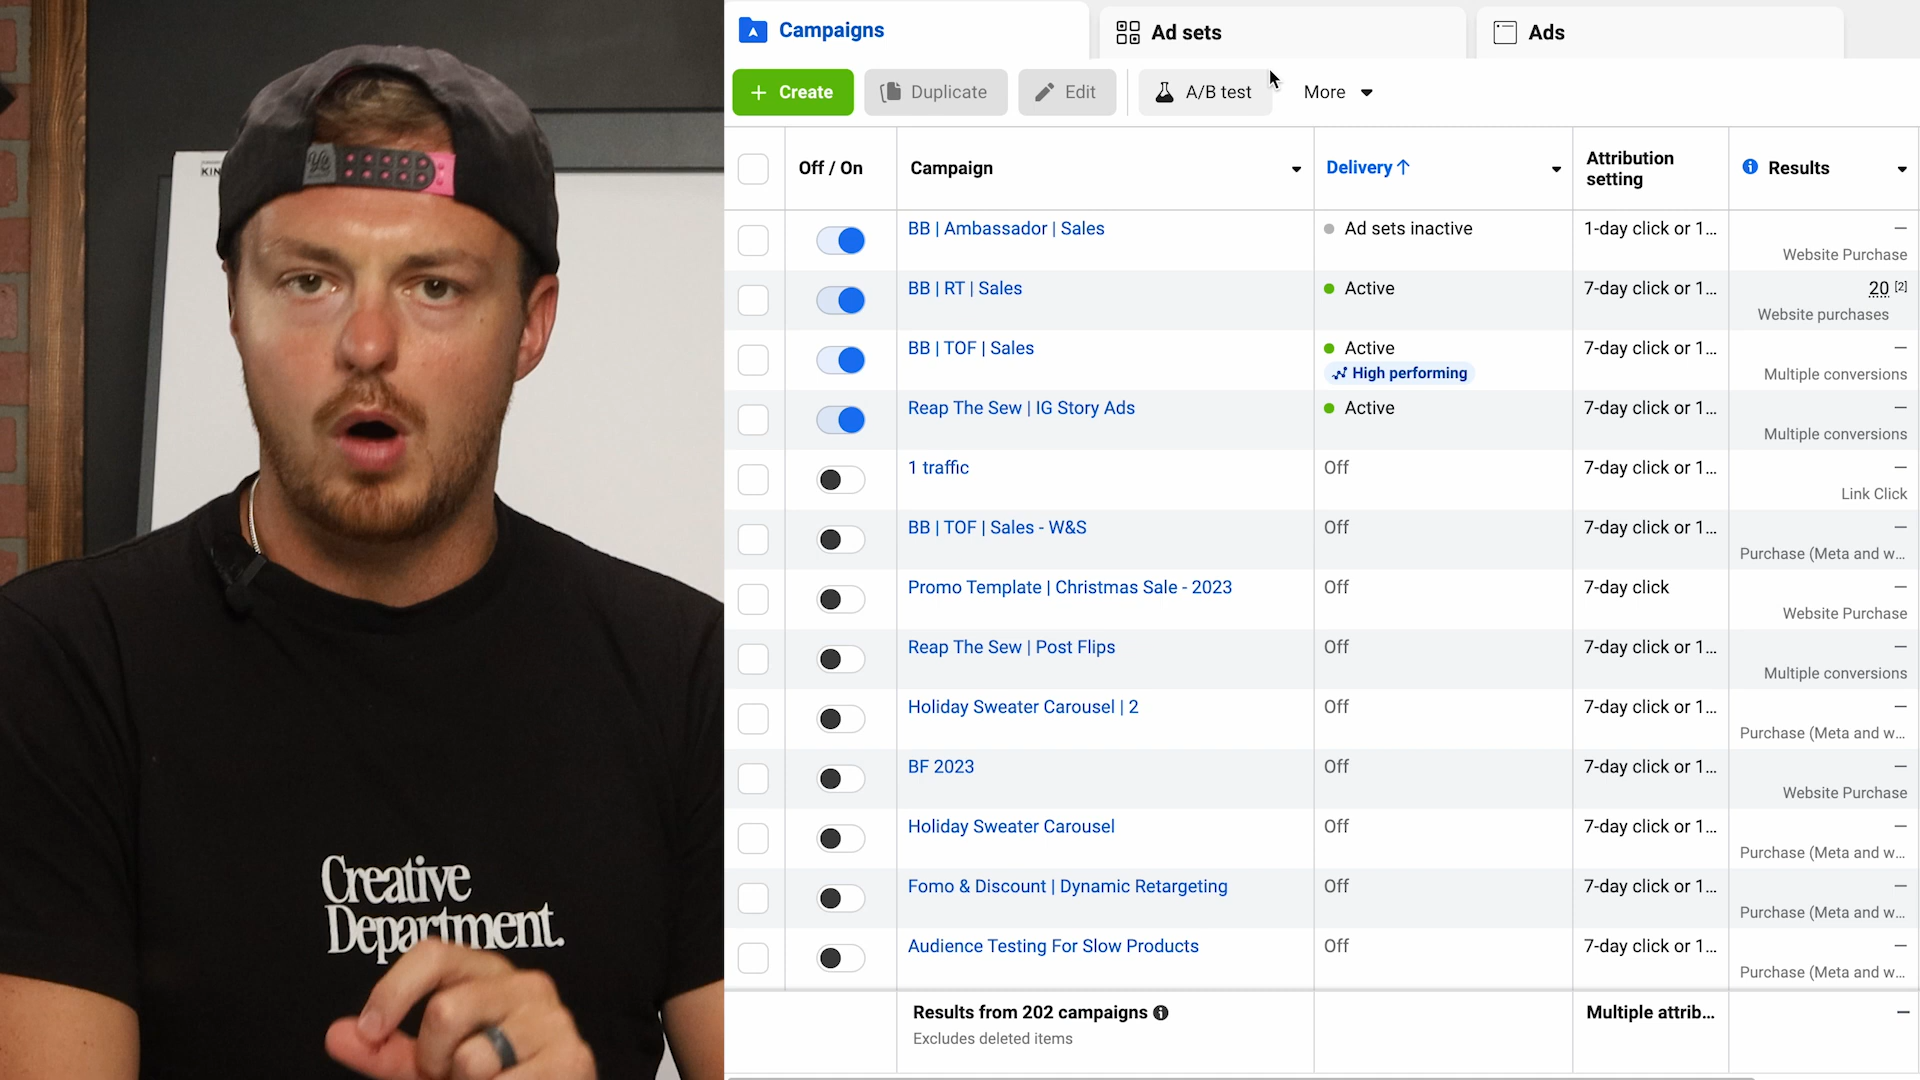 KIN
Creative
Department.
Campaigns
Ad sets
Ads
+ Create
Duplicate
Edit
A/B test
More
Off / On
Campaign
Delivery ↑
Attribution
setting
Results
BB | Ambassador | Sales
Ad sets inactive
1-day click or 1...
—
Website Purchase
BB | RT | Sales
Active
7-day click or 1...
20 [2]
Website purchases
BB | TOF | Sales
Active
High performing
7-day click or 1...
—
Multiple conversions
Reap The Sew | IG Story Ads
Active
7-day click or 1...
—
Multiple conversions
1 traffic
Off
7-day click or 1...
—
Link Click
BB | TOF | Sales - W&S
Off
7-day click or 1...
—
Purchase (Meta and w...
Promo Template | Christmas Sale - 2023
Off
7-day click
—
Website Purchase
Reap The Sew | Post Flips
Off
7-day click or 1...
—
Multiple conversions
Holiday Sweater Carousel | 2
Off
7-day click or 1...
—
Purchase (Meta and w...
BF 2023
Off
7-day click or 1...
—
Website Purchase
Holiday Sweater Carousel
Off
7-day click or 1...
—
Purchase (Meta and w...
Fomo & Discount | Dynamic Retargeting
Off
7-day click or 1...
—
Purchase (Meta and w...
Audience Testing For Slow Products
Off
7-day click or 1...
—
Purchase (Meta and w...
Results from 202 campaigns
Excludes deleted items
Multiple attrib...
—